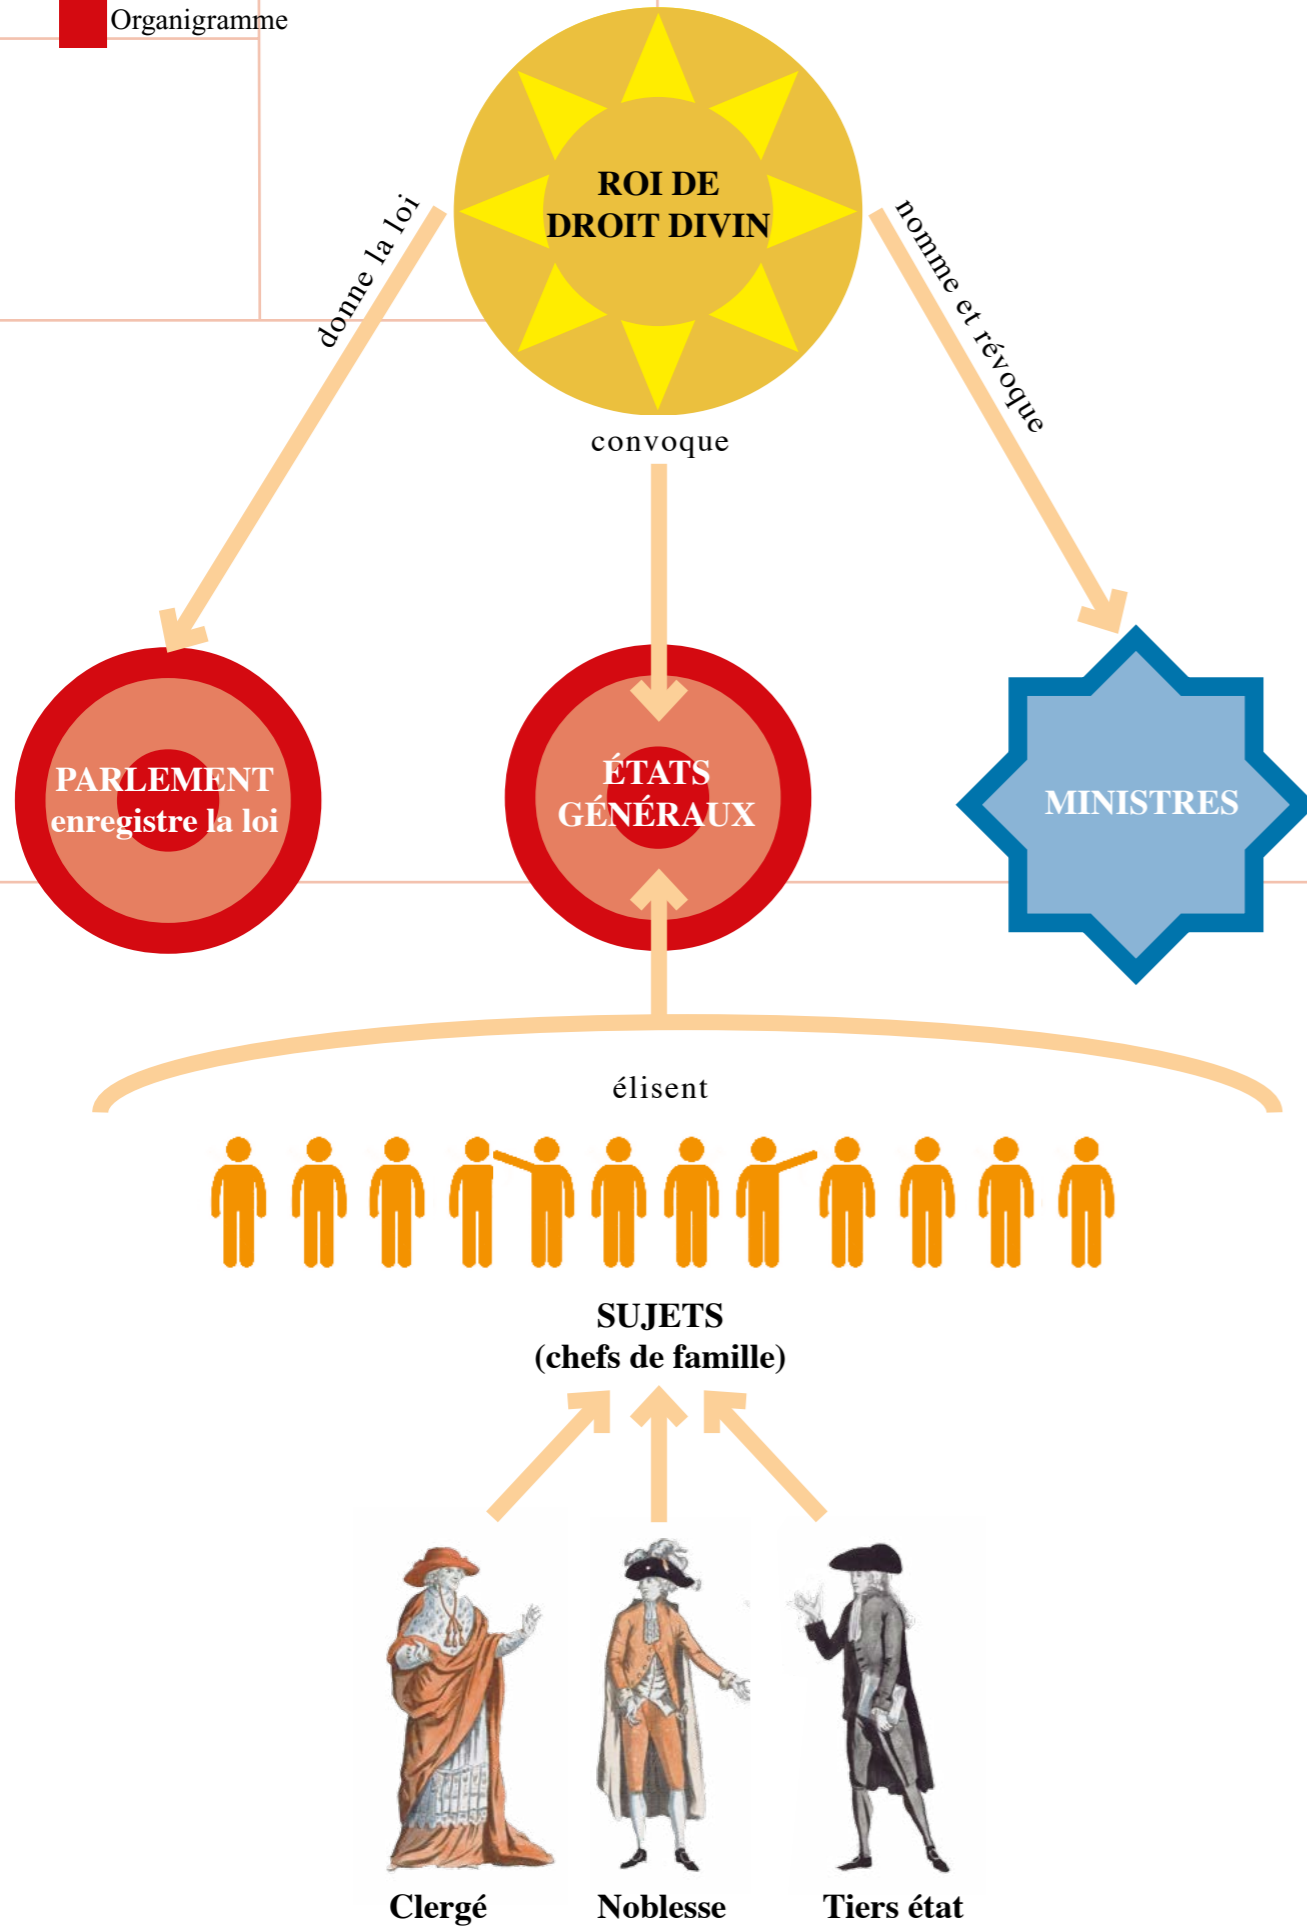 Organigramme
ROI DE
DROIT DIVIN
donne la loi
nomme et révoque
convoque
PARLEMENT
enregistre la loi
ÉTATS
GÉNÉRAUX
MINISTRES
élisent
SUJETS
(chefs de famille)
Clergé
Noblesse
Tiers état